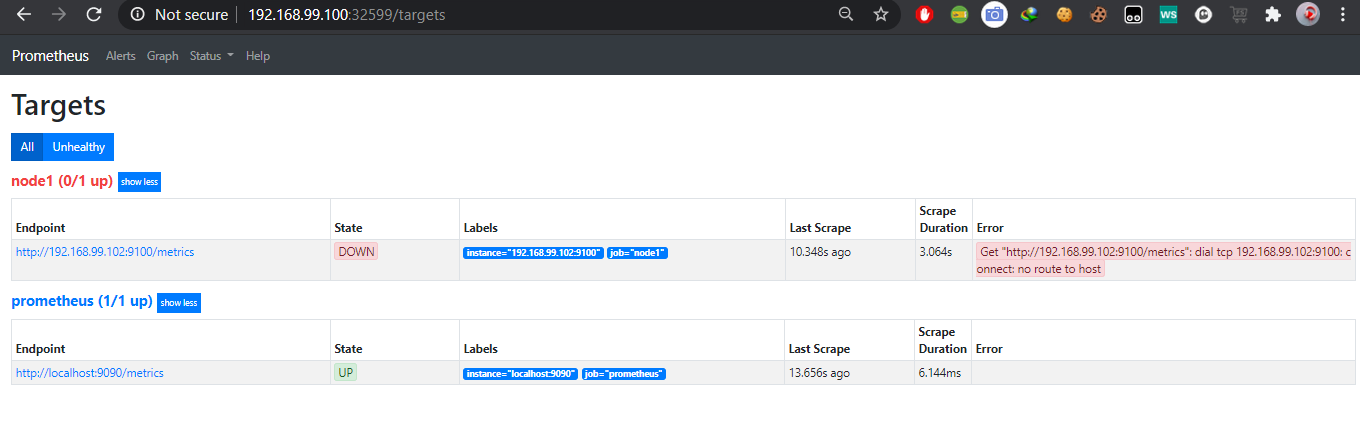 Not secure 192.168.99.100:32599/targets
WS
Prometheus Alerts Graph Status Help
Targets
All Unhealthy
node1 (0/1 up) show less
Endpoint State Labels Last Scrape Scrape Duration Error
http://192.168.99.102:9100/metrics DOWN instance="192.168.99.102:9100" job="node1" 10.348s ago 3.064s Get "http://192.168.99.102:9100/metrics": dial tcp 192.168.99.102:9100: c
onnect: no route to host
prometheus (1/1 up) show less
Endpoint State Labels Last Scrape Scrape Duration Error
http://localhost:9090/metrics UP instance="localhost:9090" job="prometheus" 13.656s ago 6.144ms